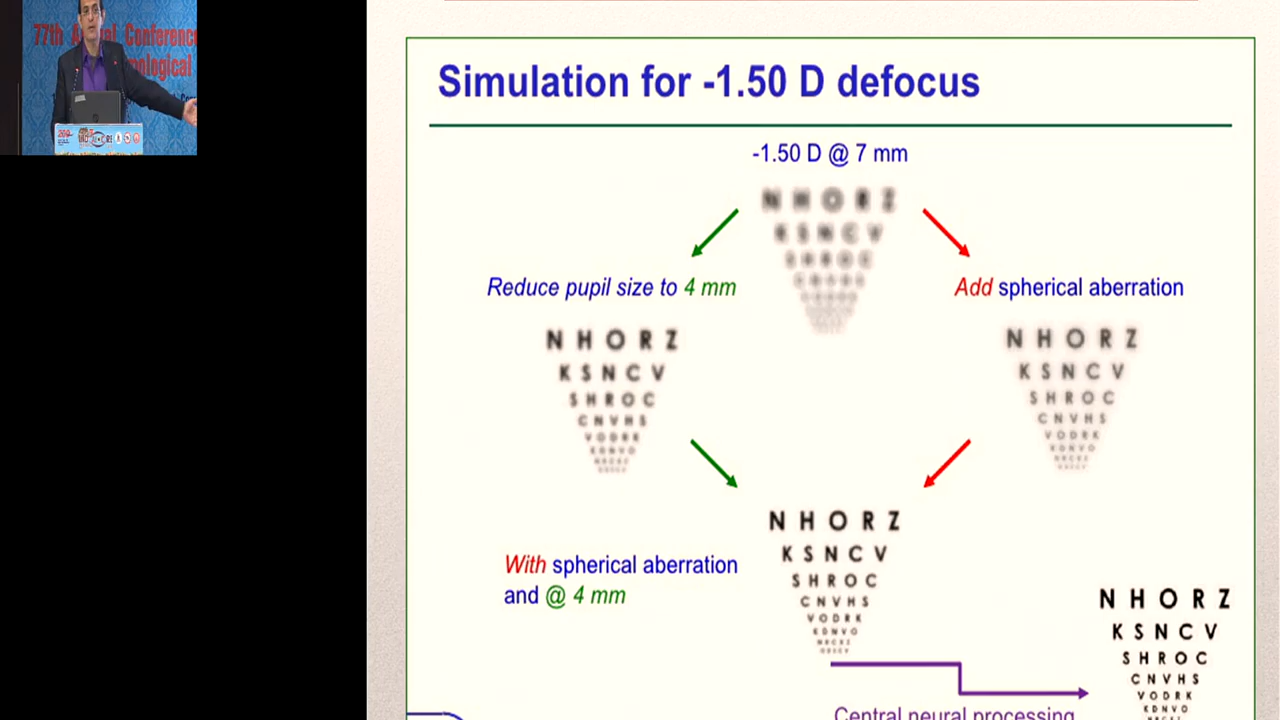 77th Annual Conference
Simulation for -1.50 D defocus
-1.50 D @ 7 mm
N H O R Z
K S N C V
Reduce pupil size to 4 mm
Add spherical aberration
N H O R Z
K S N C V
S H R O C
C N V H S
V O D R K
K D N V O
N H O R Z
K S N C V
S H R O C
C N V H S
V O D R K
K D N V O
With spherical aberration
and @ 4 mm
N H O R Z
K S N C V
S H R O C
C N V H S
V O D R K
K D N V O
N H O R Z
K S N C V
S H R O C
C N V H S
V O D R K
K D N V O
Central neural processing